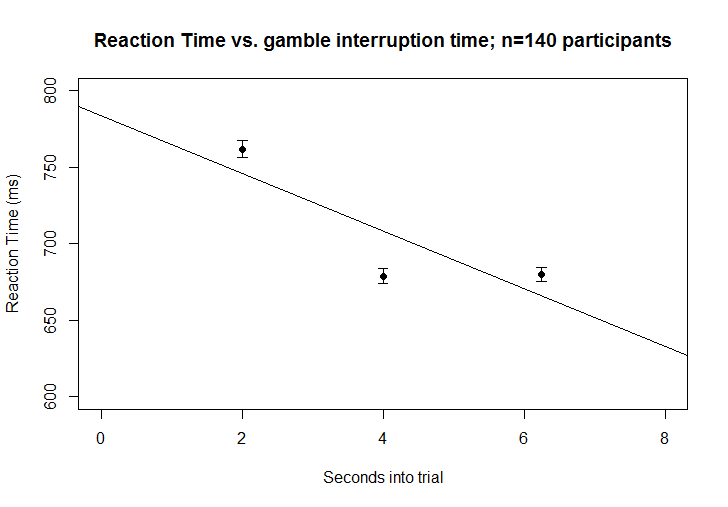 Reaction Time vs. gamble interruption time; n=140 participants
Reaction Time (ms)
800
750
700
650
600
0 2 4 6 8
Seconds into trial